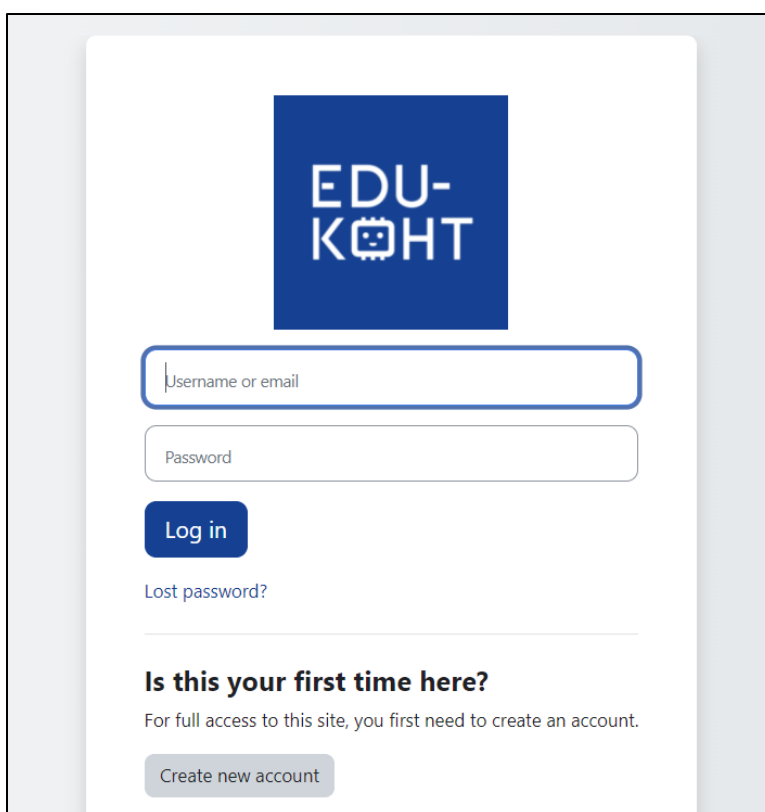 EDU-
KOHT
Username or email
Password
Log in
Lost password?
Is this your first time here?
For full access to this site, you first need to create an account.
Create new account